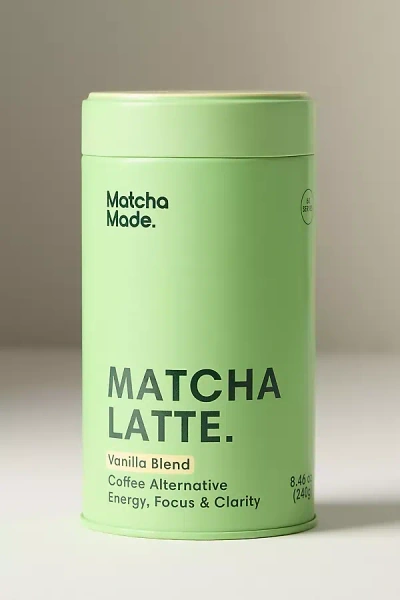 Matcha
Made.
MATCHA
LATTE.
Vanilla Blend
Coffee Alternative
Energy, Focus & Clarity
8.46 oz
(240g)